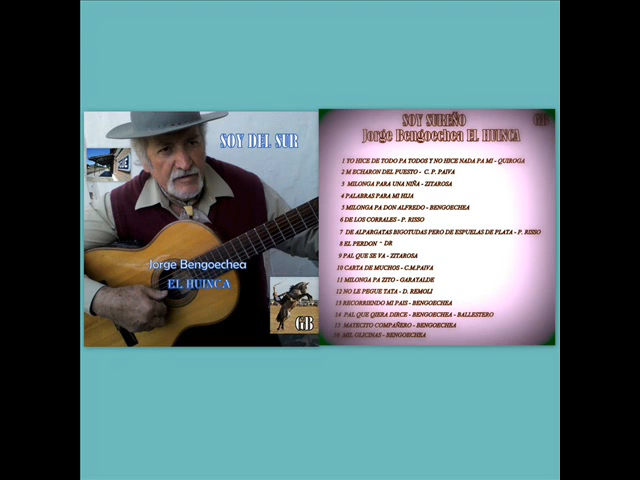 SOY DEL SUR
Jorge Bengoechea
EL HUINCA
GB
SOY SUREÑO
GB
Jorge Bengoechea EL HUINCA
1 YO HICE DE TODO PA TODOS Y NO HICE NADA PA MI - QUIROGA
2 M ECHARON DEL PUESTO - C. P. PAIVA
3 MILONGA PARA UNA NIÑA - ZITAROSA
4 PALABRAS PARA MI HIJA
5 MILONGA PA DON ALFREDO - BENGOECHEA
6 DE LOS CORRALES - P. RISSO
7 DE ALPARGATAS BIGOTUDAS PERO DE ESPUELAS DE PLATA - P. RISSO
8 EL PERDON - DR
9 PAL QUE SE VA - ZITAROSA
10 CARTA DE MUCHOS - C.M.PAIVA
11 MILONGA PA ZITO - GARAYALDE
12 NO LE PEGUE TATA - D. REMOLI
13 RECORRIENDO MI PAIS - BENGOECHEA
14 PAL QUE QIERA DIRCE - BENGOECHEA - BALLESTERO
15 MATECITO COMPAÑERO - BENGOECHEA
16 MIL GLICINAS - BENGOECHEA